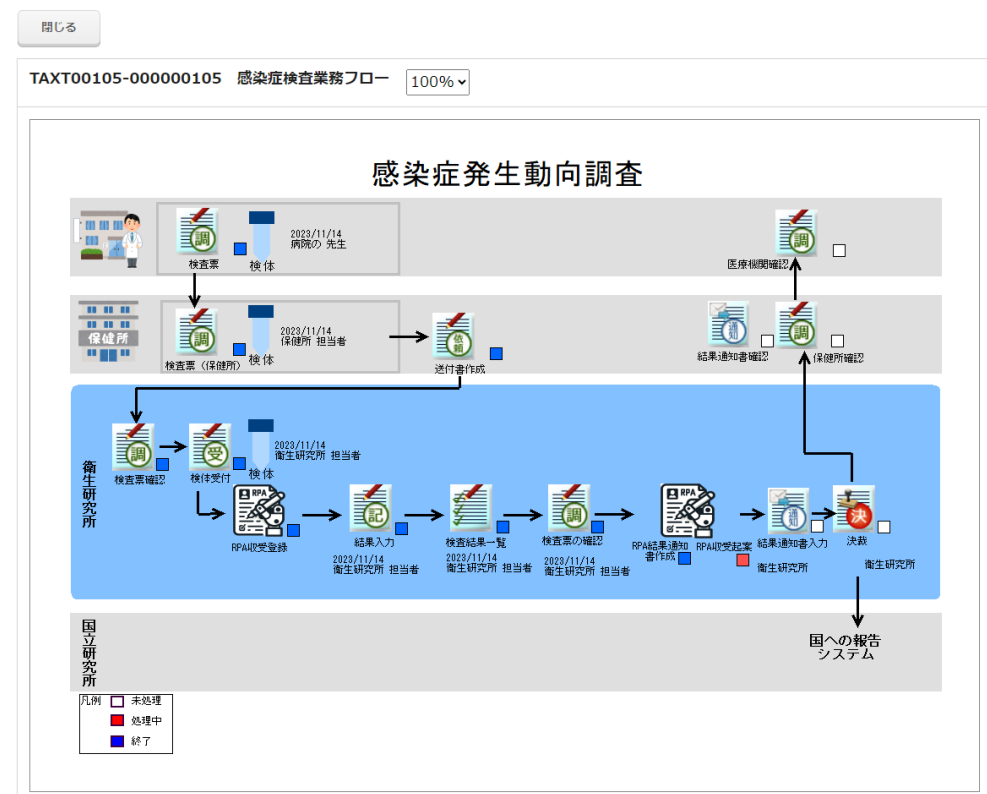 閉じる
TAXT00105-000000105 感染症検査業務フロー 100%
感染症発生動向調査
調
検査票
検体
2023/11/14
病院の 先生
調
医療機関確認
保健所
調
検査票（保健所）
検体
2023/11/14
保健所 担当者
依頼
送付書作成
通知
結果通知書確認
調
保健所確認
衛生研究所
調
検査票確認
受
検体受付
検体
2023/11/14
衛生研究所 担当者
RPA
RPA収受登録
記
結果入力
2023/11/14
衛生研究所 担当者
検査結果一覧
2023/11/14
衛生研究所 担当者
調
検査票の確認
2023/11/14
衛生研究所 担当者
RPA
RPA結果通知
書作成
RPA収受起案
通知
結果通知書入力
衛生研究所
決
決裁
衛生研究所
国立研究所
国への報告
システム
凡例
未処理
処理中
終了